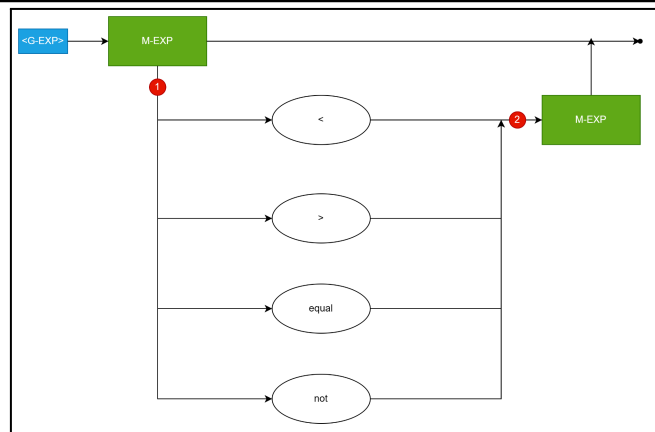 <G-EXP>
M-EXP
1
<
2
M-EXP
>
equal
not